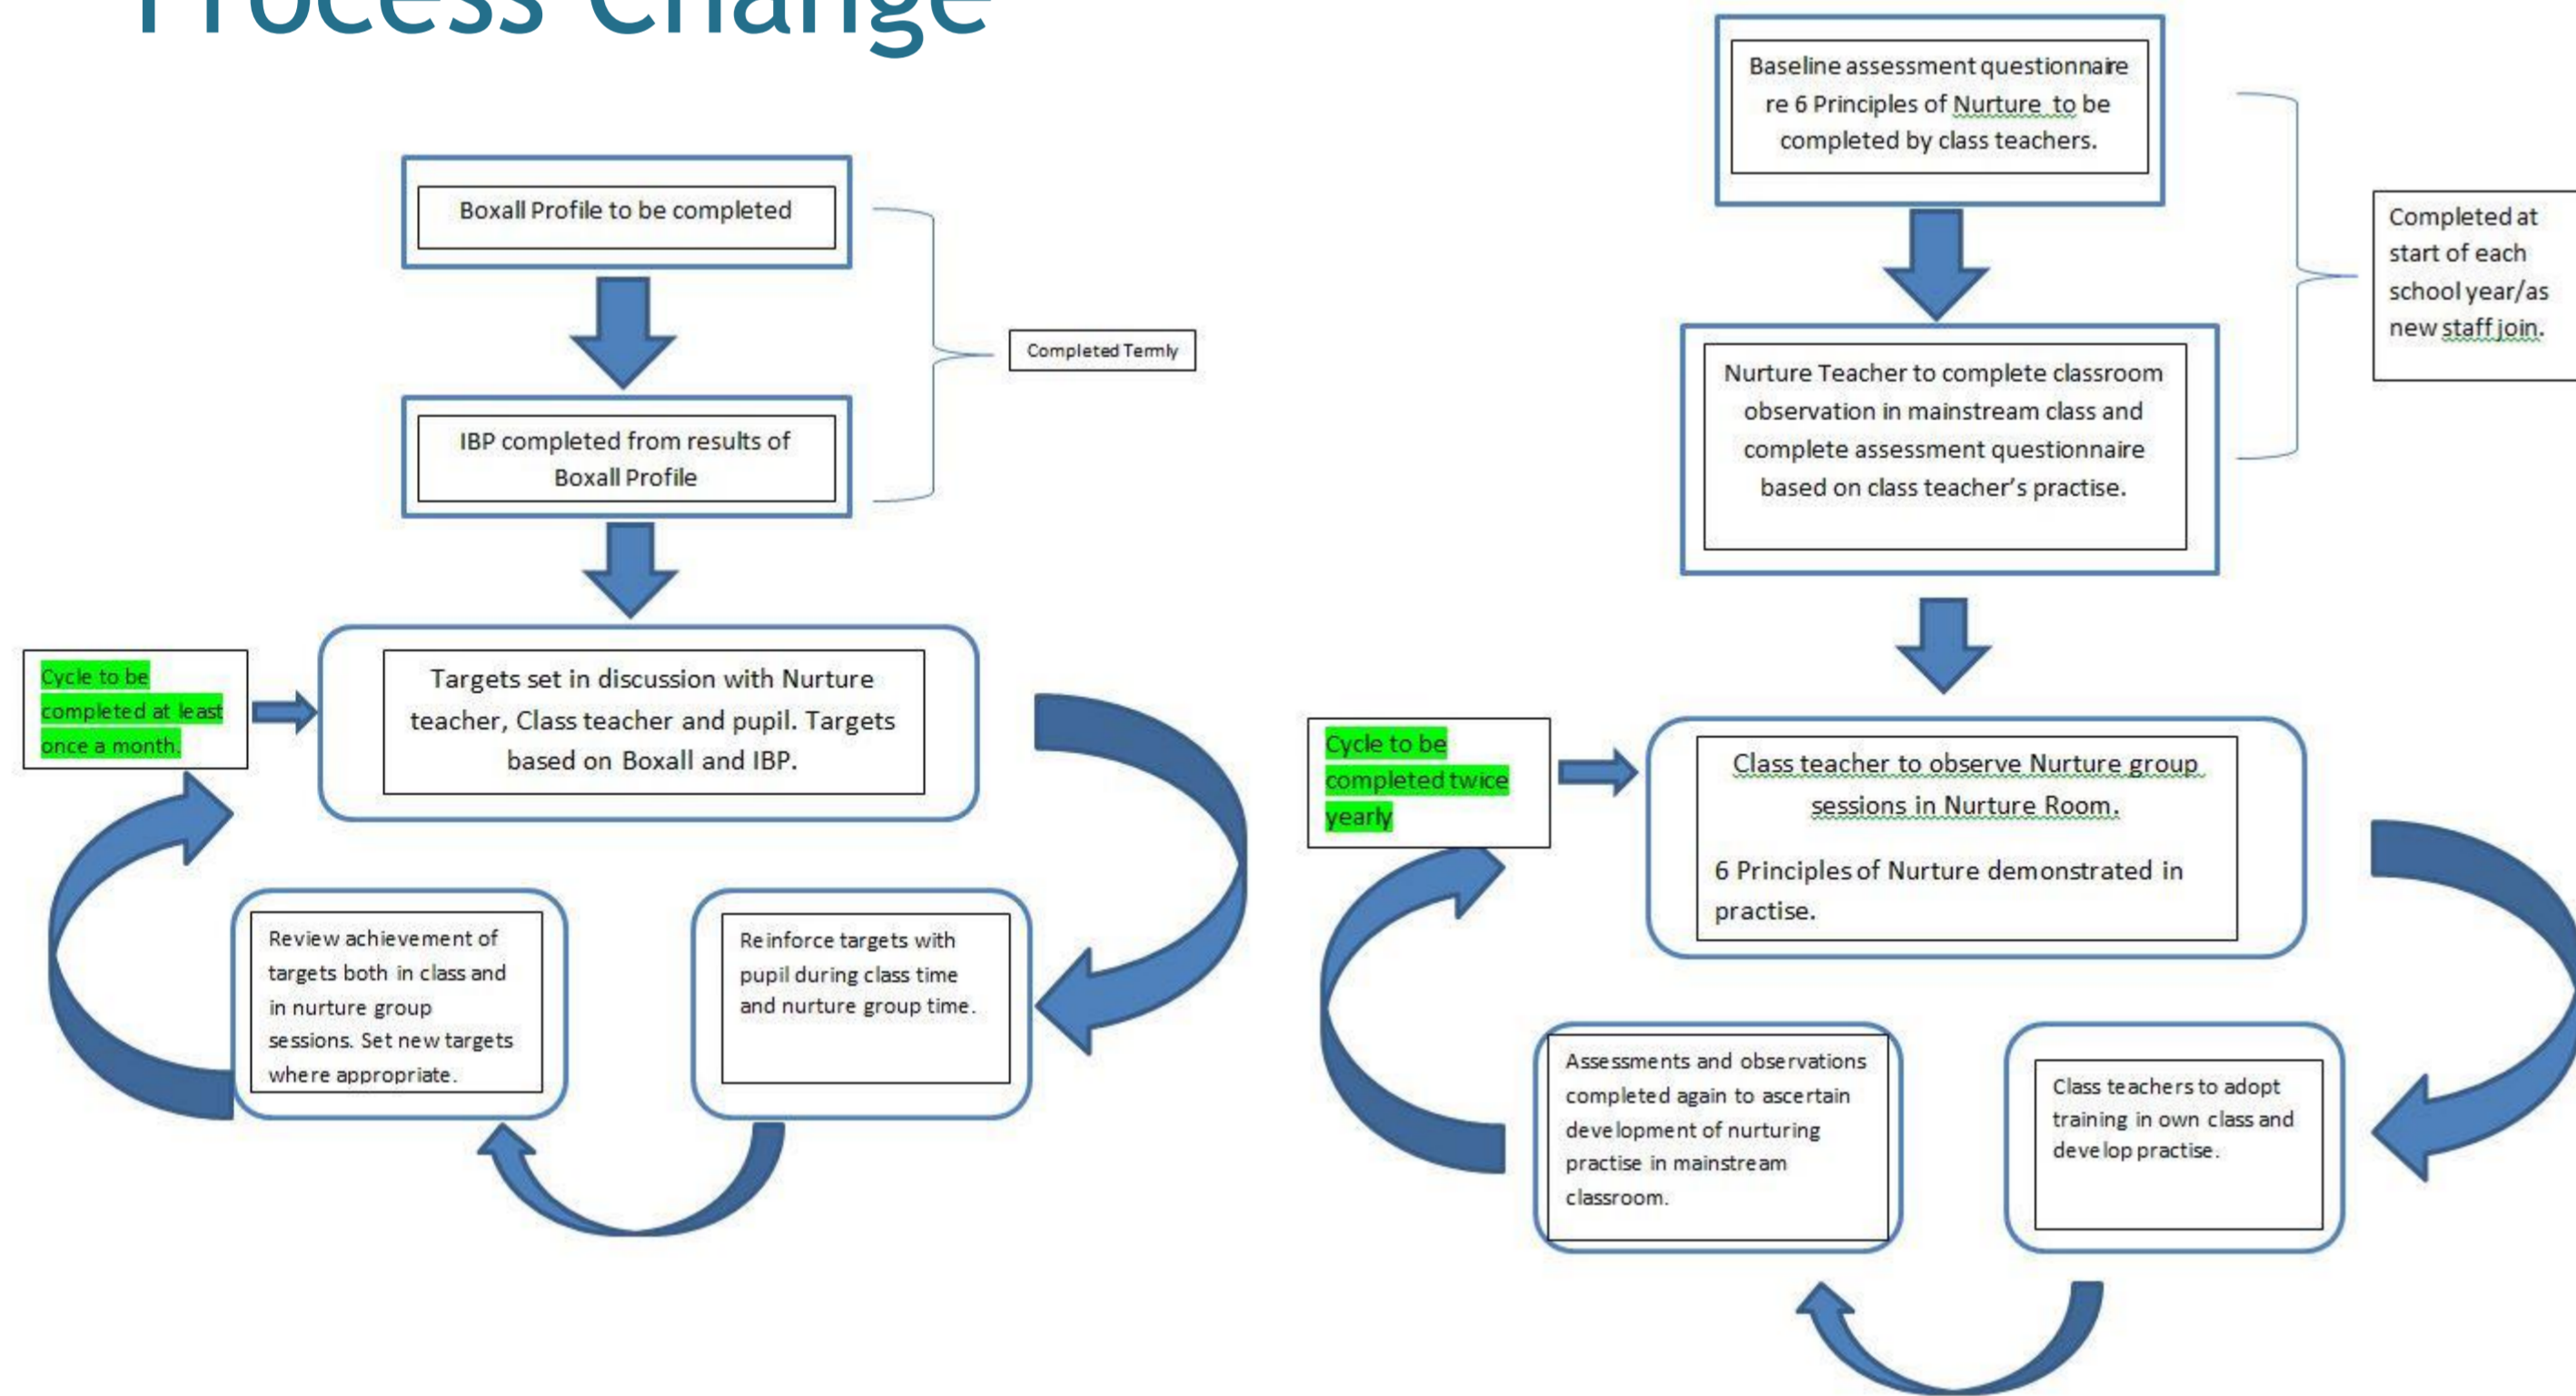 Process Change
Boxall Profile to be completed
IBP completed from results of
Boxall Profile
Completed Termly
Cycle to be
completed at least
once a month.
Targets set in discussion with Nurture
teacher, Class teacher and pupil. Targets
based on Boxall and IBP.
Review achievement of
targets both in class and
in nurture group
sessions. Set new targets
where appropriate.
Reinforce targets with
pupil during class time
and nurture group time.
Baseline assessment questionnaire
re 6 Principles of Nurture to be
completed by class teachers.
Completed at
start of each
school year/as
new staff join.
Nurture Teacher to complete classroom
observation in mainstream class and
complete assessment questionnaire
based on class teacher's practise.
Cycle to be
completed twice
yearly
Class teacher to observe Nurture group
sessions in Nurture Room.
6 Principles of Nurture demonstrated in
practise.
Assessments and observations
completed again to ascertain
development of nurturing
practise in mainstream
classroom.
Class teachers to adopt
training in own class and
develop practise.